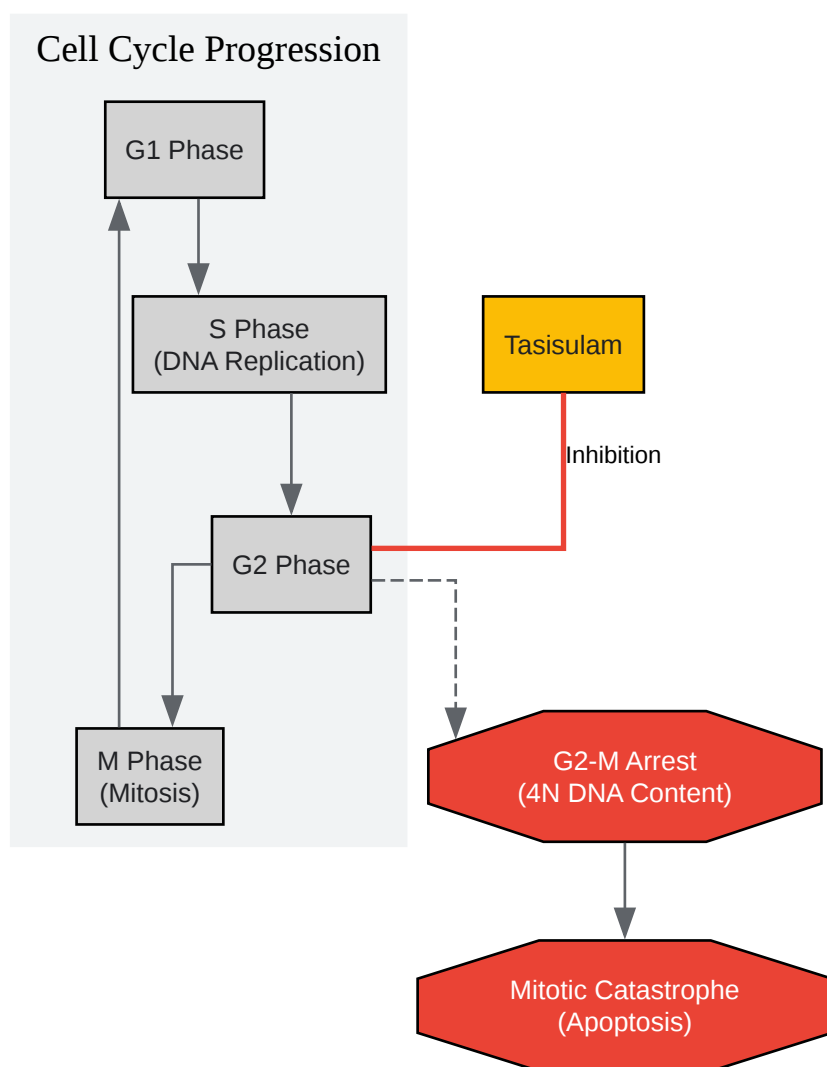 Cell Cycle Progression
G1 Phase
S Phase
(DNA Replication)
Tasisulam
Inhibition
G2 Phase
M Phase
(Mitosis)
G2-M Arrest
(4N DNA Content)
Mitotic Catastrophe
(Apoptosis)